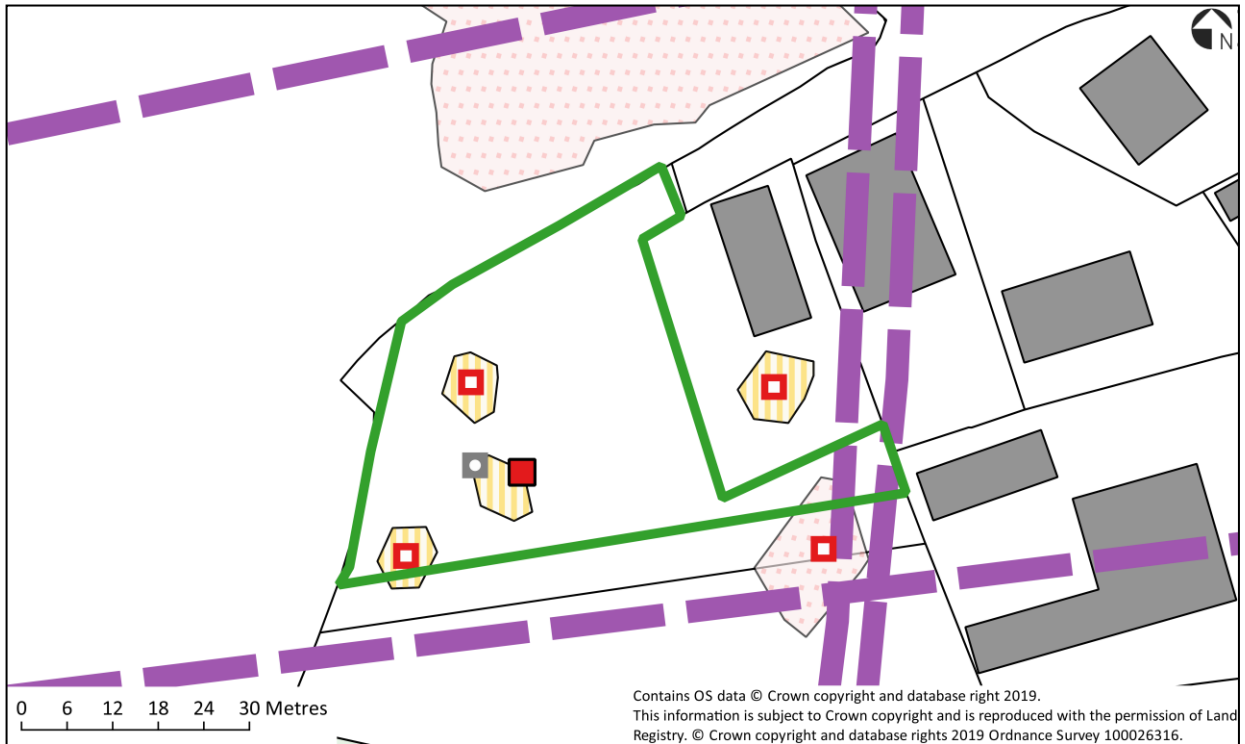 N
0 6 12 18 24 30 Metres
Contains OS data © Crown copyright and database right 2019.
This information is subject to Crown copyright and is reproduced with the permission of Land
Registry. © Crown copyright and database rights 2019 Ordnance Survey 100026316.